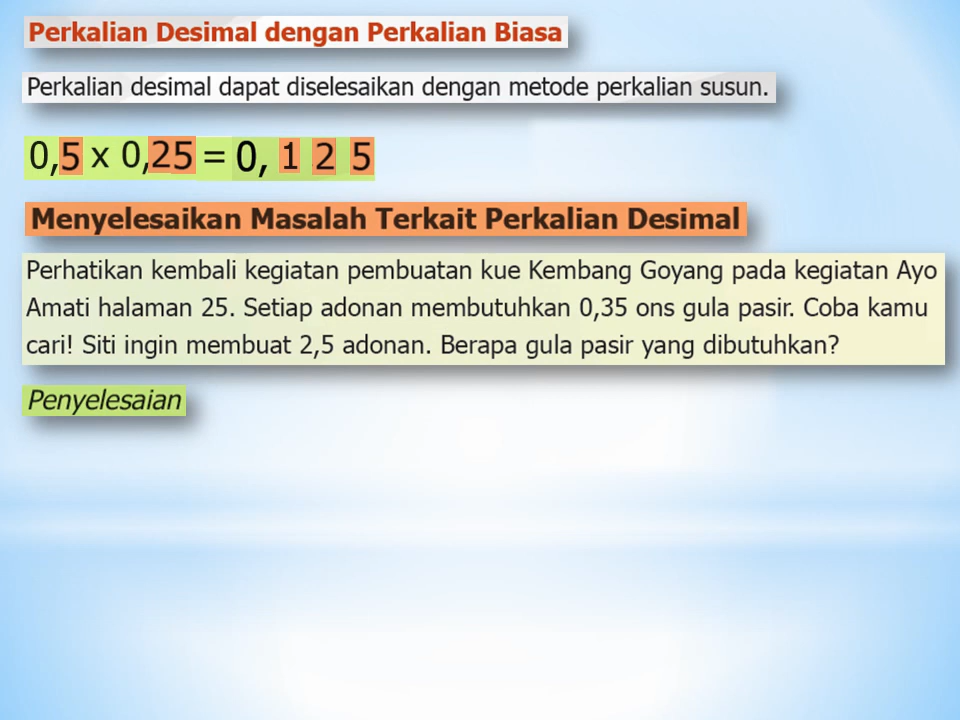 Perkalian Desimal dengan Perkalian Biasa
Perkalian desimal dapat diselesaikan dengan metode perkalian susun.
0,5 x 0,25 = 0, 1 2 5
Menyelesaikan Masalah Terkait Perkalian Desimal
Perhatikan kembali kegiatan pembuatan kue Kembang Goyang pada kegiatan Ayo
Amati halaman 25. Setiap adonan membutuhkan 0,35 ons gula pasir. Coba kamu
cari! Siti ingin membuat 2,5 adonan. Berapa gula pasir yang dibutuhkan?
Penyelesaian